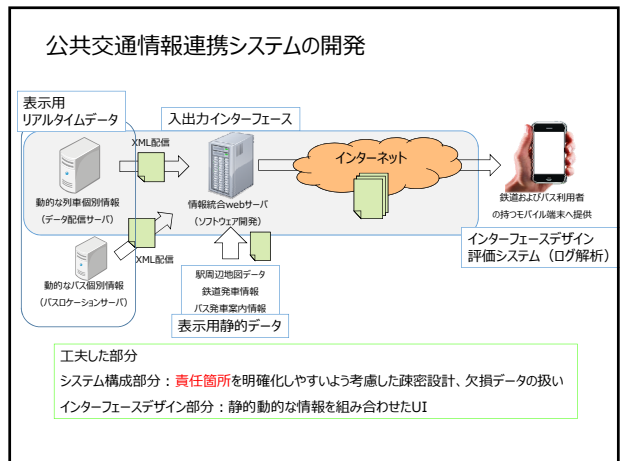 公共交通情報連携システムの開発
表示用
リアルタイムデータ
入出力インターフェース
XML配信
インターネット
動的な列車個別情報
（データ配信サーバ）
情報統合webサーバ
（ソフトウェア開発）
鉄道およびバス利用者
の持つモバイル端末へ提供
XML配信
インターフェースデザイン
評価システム（ログ解析）
動的なバス個別情報
（バスロケーションサーバ）
駅周辺地図データ
鉄道発車情報
バス発車案内情報
表示用静的データ
工夫した部分
システム構成部分：責任箇所を明確化しやすいよう考慮した疎密設計、欠損データの扱い
インターフェースデザイン部分：静的動的な情報を組み合わせたUI